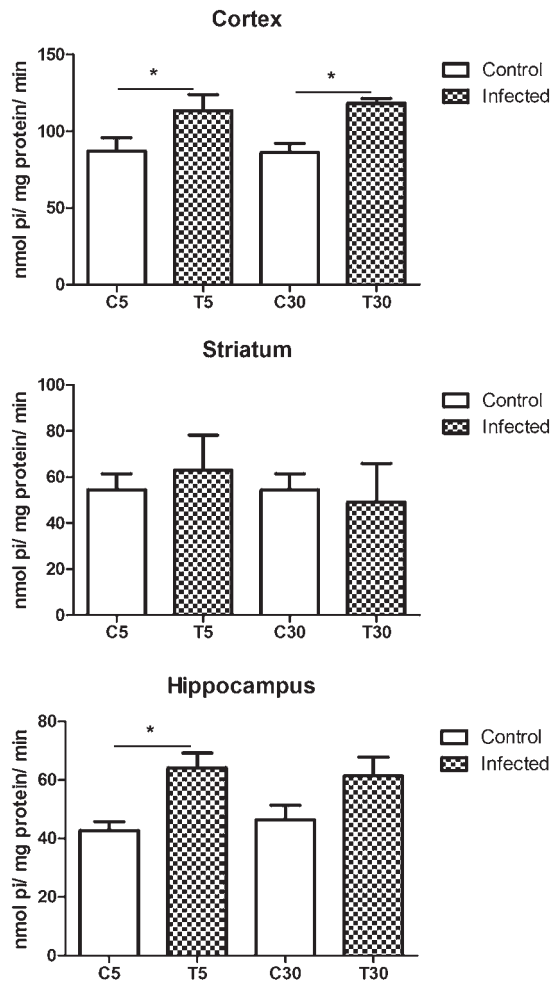 Cortex
nmol pi/ mg protein/ min
150
100
50
0
*
*
C5 T5 C30 T30
Control
Infected
Striatum
nmol pi/ mg protein/ min
100
80
60
40
20
0
C5 T5 C30 T30
Control
Infected
Hippocampus
nmol pi/ mg protein/ min
80
60
40
20
0
*
C5 T5 C30 T30
Control
Infected